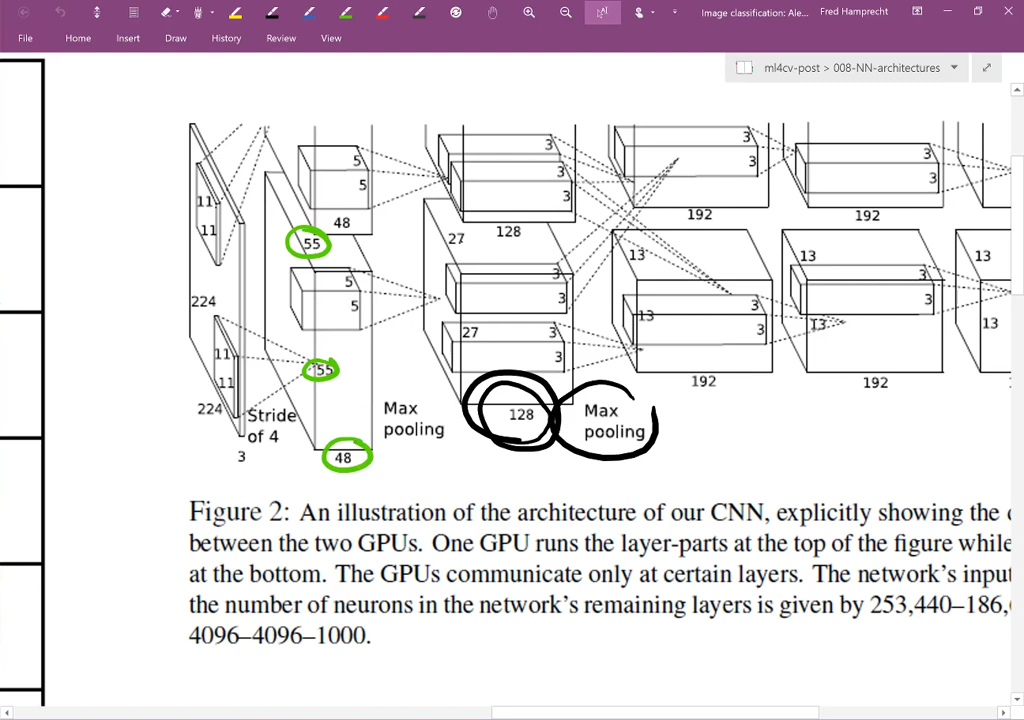 Image classification: Ale...
Fred Hamprecht
File
Home
Insert
Draw
History
Review
View
ml4cv-post > 008-NN-architectures
5
5
48
55
11
11
224
5
5
55
11
11
224
3
Stride
of 4
48
Max
pooling
3
3
3
128
27
3
3
27
3
3
128
Max
pooling
3
3
192
13
3
13
3
192
3
3
192
13
3
3
13
192
13
13
Figure 2: An illustration of the architecture of our CNN, explicitly showing the
between the two GPUs. One GPU runs the layer-parts at the top of the figure while
at the bottom. The GPUs communicate only at certain layers. The network's input
the number of neurons in the network's remaining layers is given by 253,440–186,
4096–4096–1000.